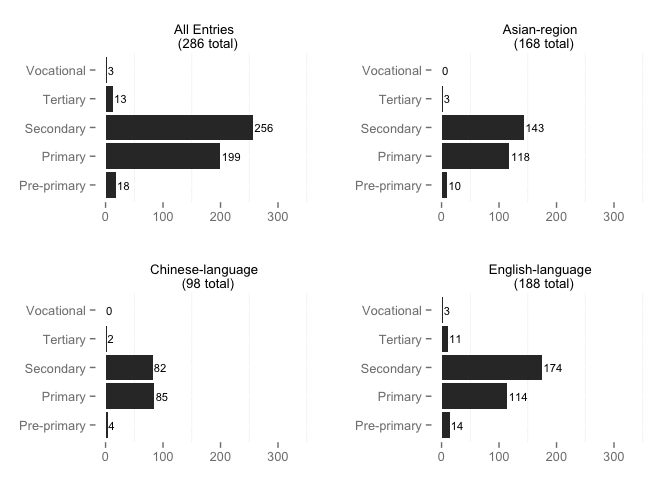 All Entries
(286 total)
Vocational
3
Tertiary
13
Secondary
256
Primary
199
Pre-primary
18
0 100 200 300
Asian-region
(168 total)
Vocational
0
Tertiary
3
Secondary
143
Primary
118
Pre-primary
10
0 100 200 300
Chinese-language
(98 total)
Vocational
0
Tertiary
2
Secondary
82
Primary
85
Pre-primary
4
0 100 200 300
English-language
(188 total)
Vocational
3
Tertiary
11
Secondary
174
Primary
114
Pre-primary
14
0 100 200 300